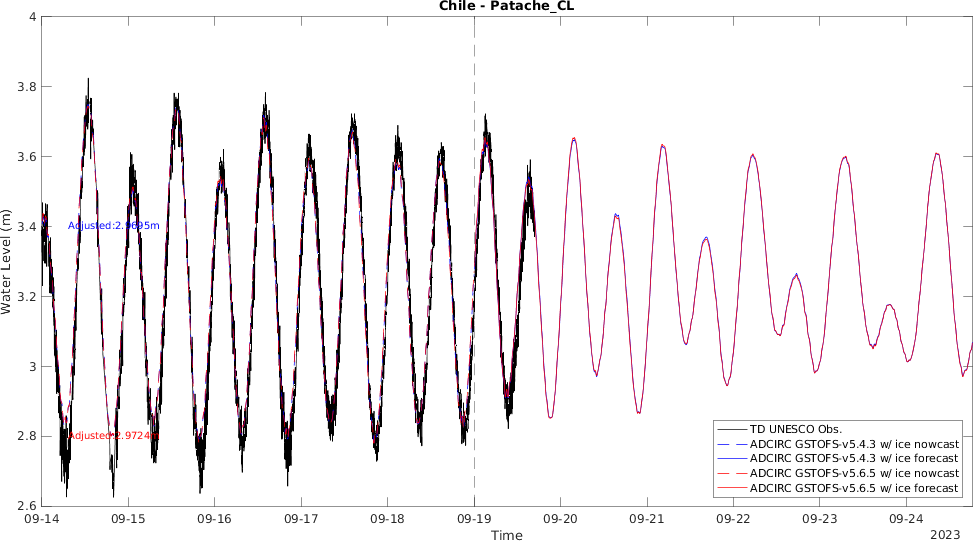 Chile - Patache_CL
Water Level (m)
4
3.8
3.6
3.4
3.2
3
2.8
2.6
Adjusted:2.9695m
Adjusted:2.9724m
TD UNESCO Obs.
ADCIRC GSTOFS-v5.4.3 w/ ice nowcast
ADCIRC GSTOFS-v5.4.3 w/ ice forecast
ADCIRC GSTOFS-v5.6.5 w/ ice nowcast
ADCIRC GSTOFS-v5.6.5 w/ ice forecast
09-14 09-15 09-16 09-17 09-18 09-19 09-20 09-21 09-22 09-23 09-24
Time
2023